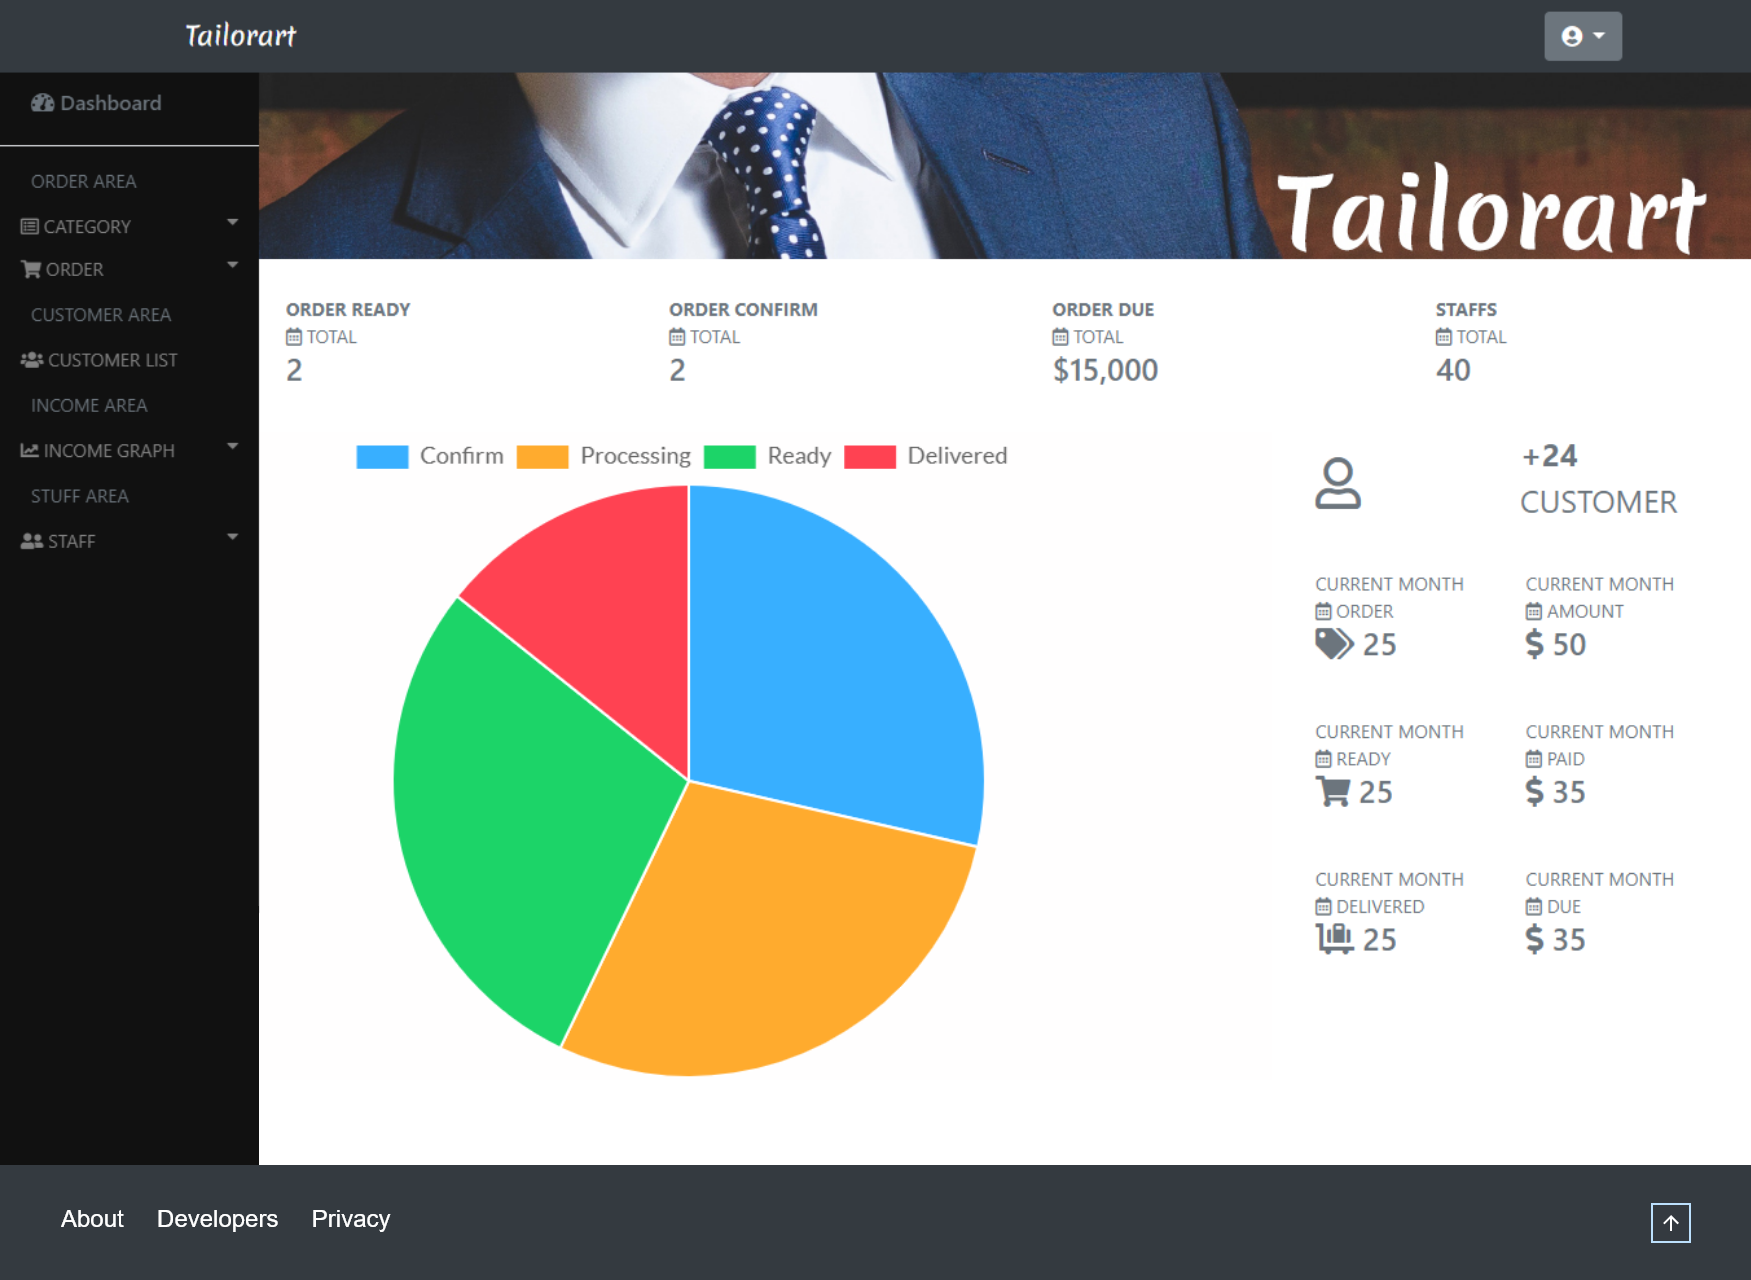 Tailorart
Dashboard
ORDER AREA
CATEGORY
ORDER
CUSTOMER AREA
CUSTOMER LIST
INCOME AREA
INCOME GRAPH
STUFF AREA
STAFF
Tailorart
ORDER READY
TOTAL
2
ORDER CONFIRM
TOTAL
2
ORDER DUE
TOTAL
$15,000
STAFFS
TOTAL
40
Confirm Processing Ready Delivered
+24
CUSTOMER
CURRENT MONTH
ORDER
25
CURRENT MONTH
AMOUNT
$ 50
CURRENT MONTH
READY
25
CURRENT MONTH
PAID
$ 35
CURRENT MONTH
DELIVERED
25
CURRENT MONTH
DUE
$ 35
About Developers Privacy